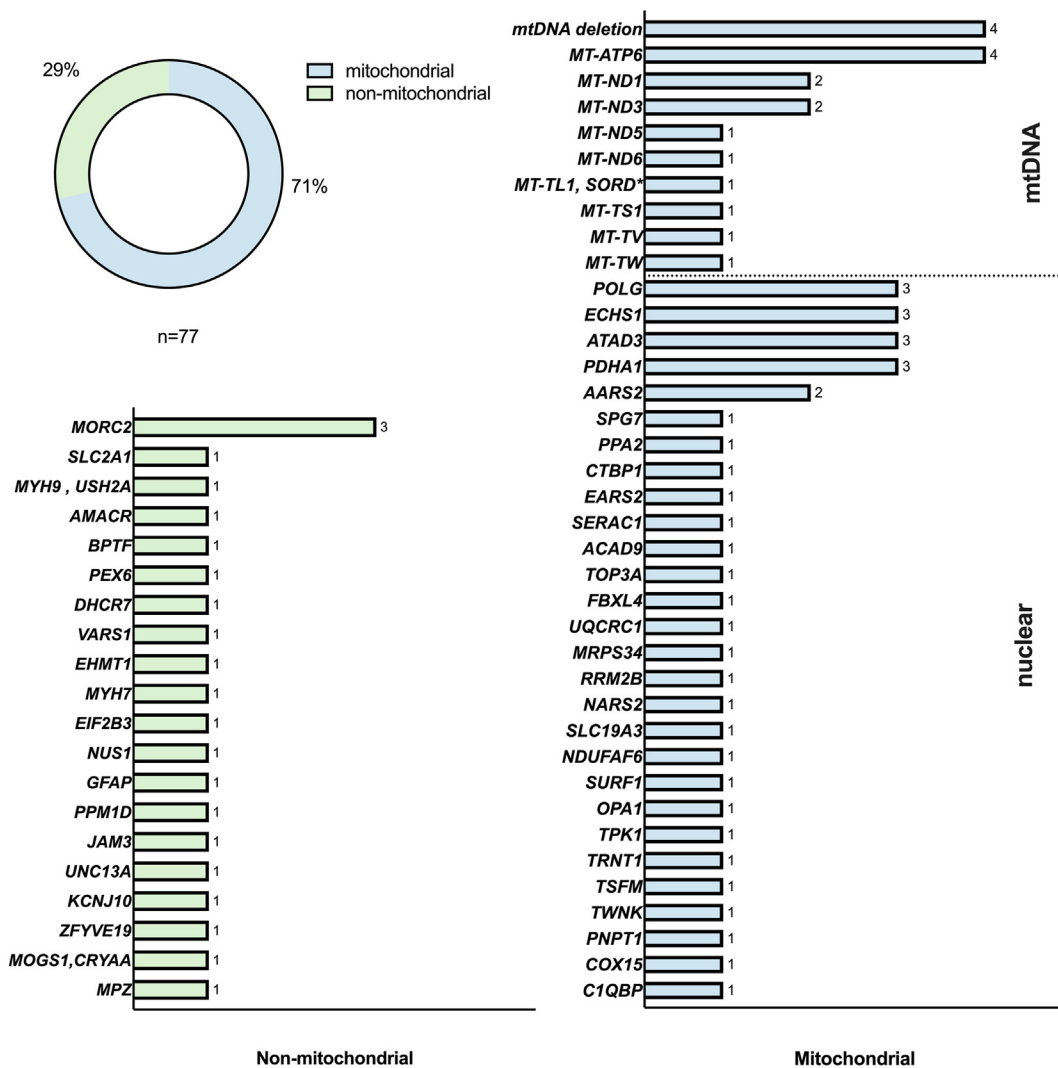 29%
71%
mitochondrial
non-mitochondrial
n=77
MORC2 3
SLC2A1 1
MYH9 , USH2A 1
AMACR 1
BPTF 1
PEX6 1
DHCR7 1
VARS1 1
EHMT1 1
MYH7 1
EIF2B3 1
NUS1 1
GFAP 1
PPM1D 1
JAM3 1
UNC13A 1
KCNJ10 1
ZFYVE19 1
MOGS1,CRYAA 1
MPZ 1
Non-mitochondrial
mtDNA deletion 4
MT-ATP6 4
MT-ND1 2
MT-ND3 2
MT-ND5 1
MT-ND6 1
MT-TL1, SORD* 1
MT-TS1 1
MT-TV 1
MT-TW 1
mtDNA
POLG 3
ECHS1 3
ATAD3 3
PDHA1 3
AARS2 2
SPG7 1
PPA2 1
CTBP1 1
EARS2 1
SERAC1 1
ACAD9 1
TOP3A 1
FBXL4 1
UQCRC1 1
MRPS34 1
RRM2B 1
NARS2 1
SLC19A3 1
NDUFAF6 1
SURF1 1
OPA1 1
TPK1 1
TRNT1 1
TSFM 1
TWNK 1
PNPT1 1
COX15 1
C1QBP 1
nuclear
Mitochondrial